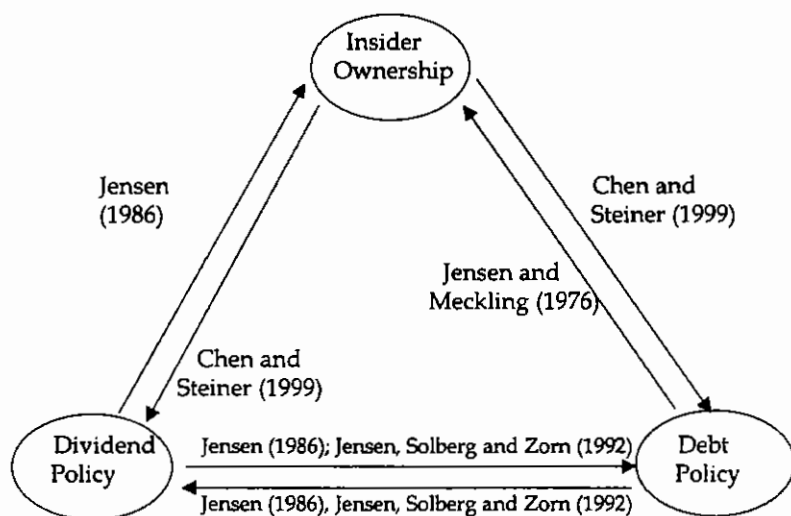 Insider
Ownership
Jensen
(1986)
Chen and
Steiner (1999)
Jensen and
Meckling (1976)
Chen and
Steiner (1999)
Dividend
Policy
Jensen (1986); Jensen, Solberg and Zorn (1992)
Debt
Policy
Jensen (1986), Jensen, Solberg and Zorn (1992)